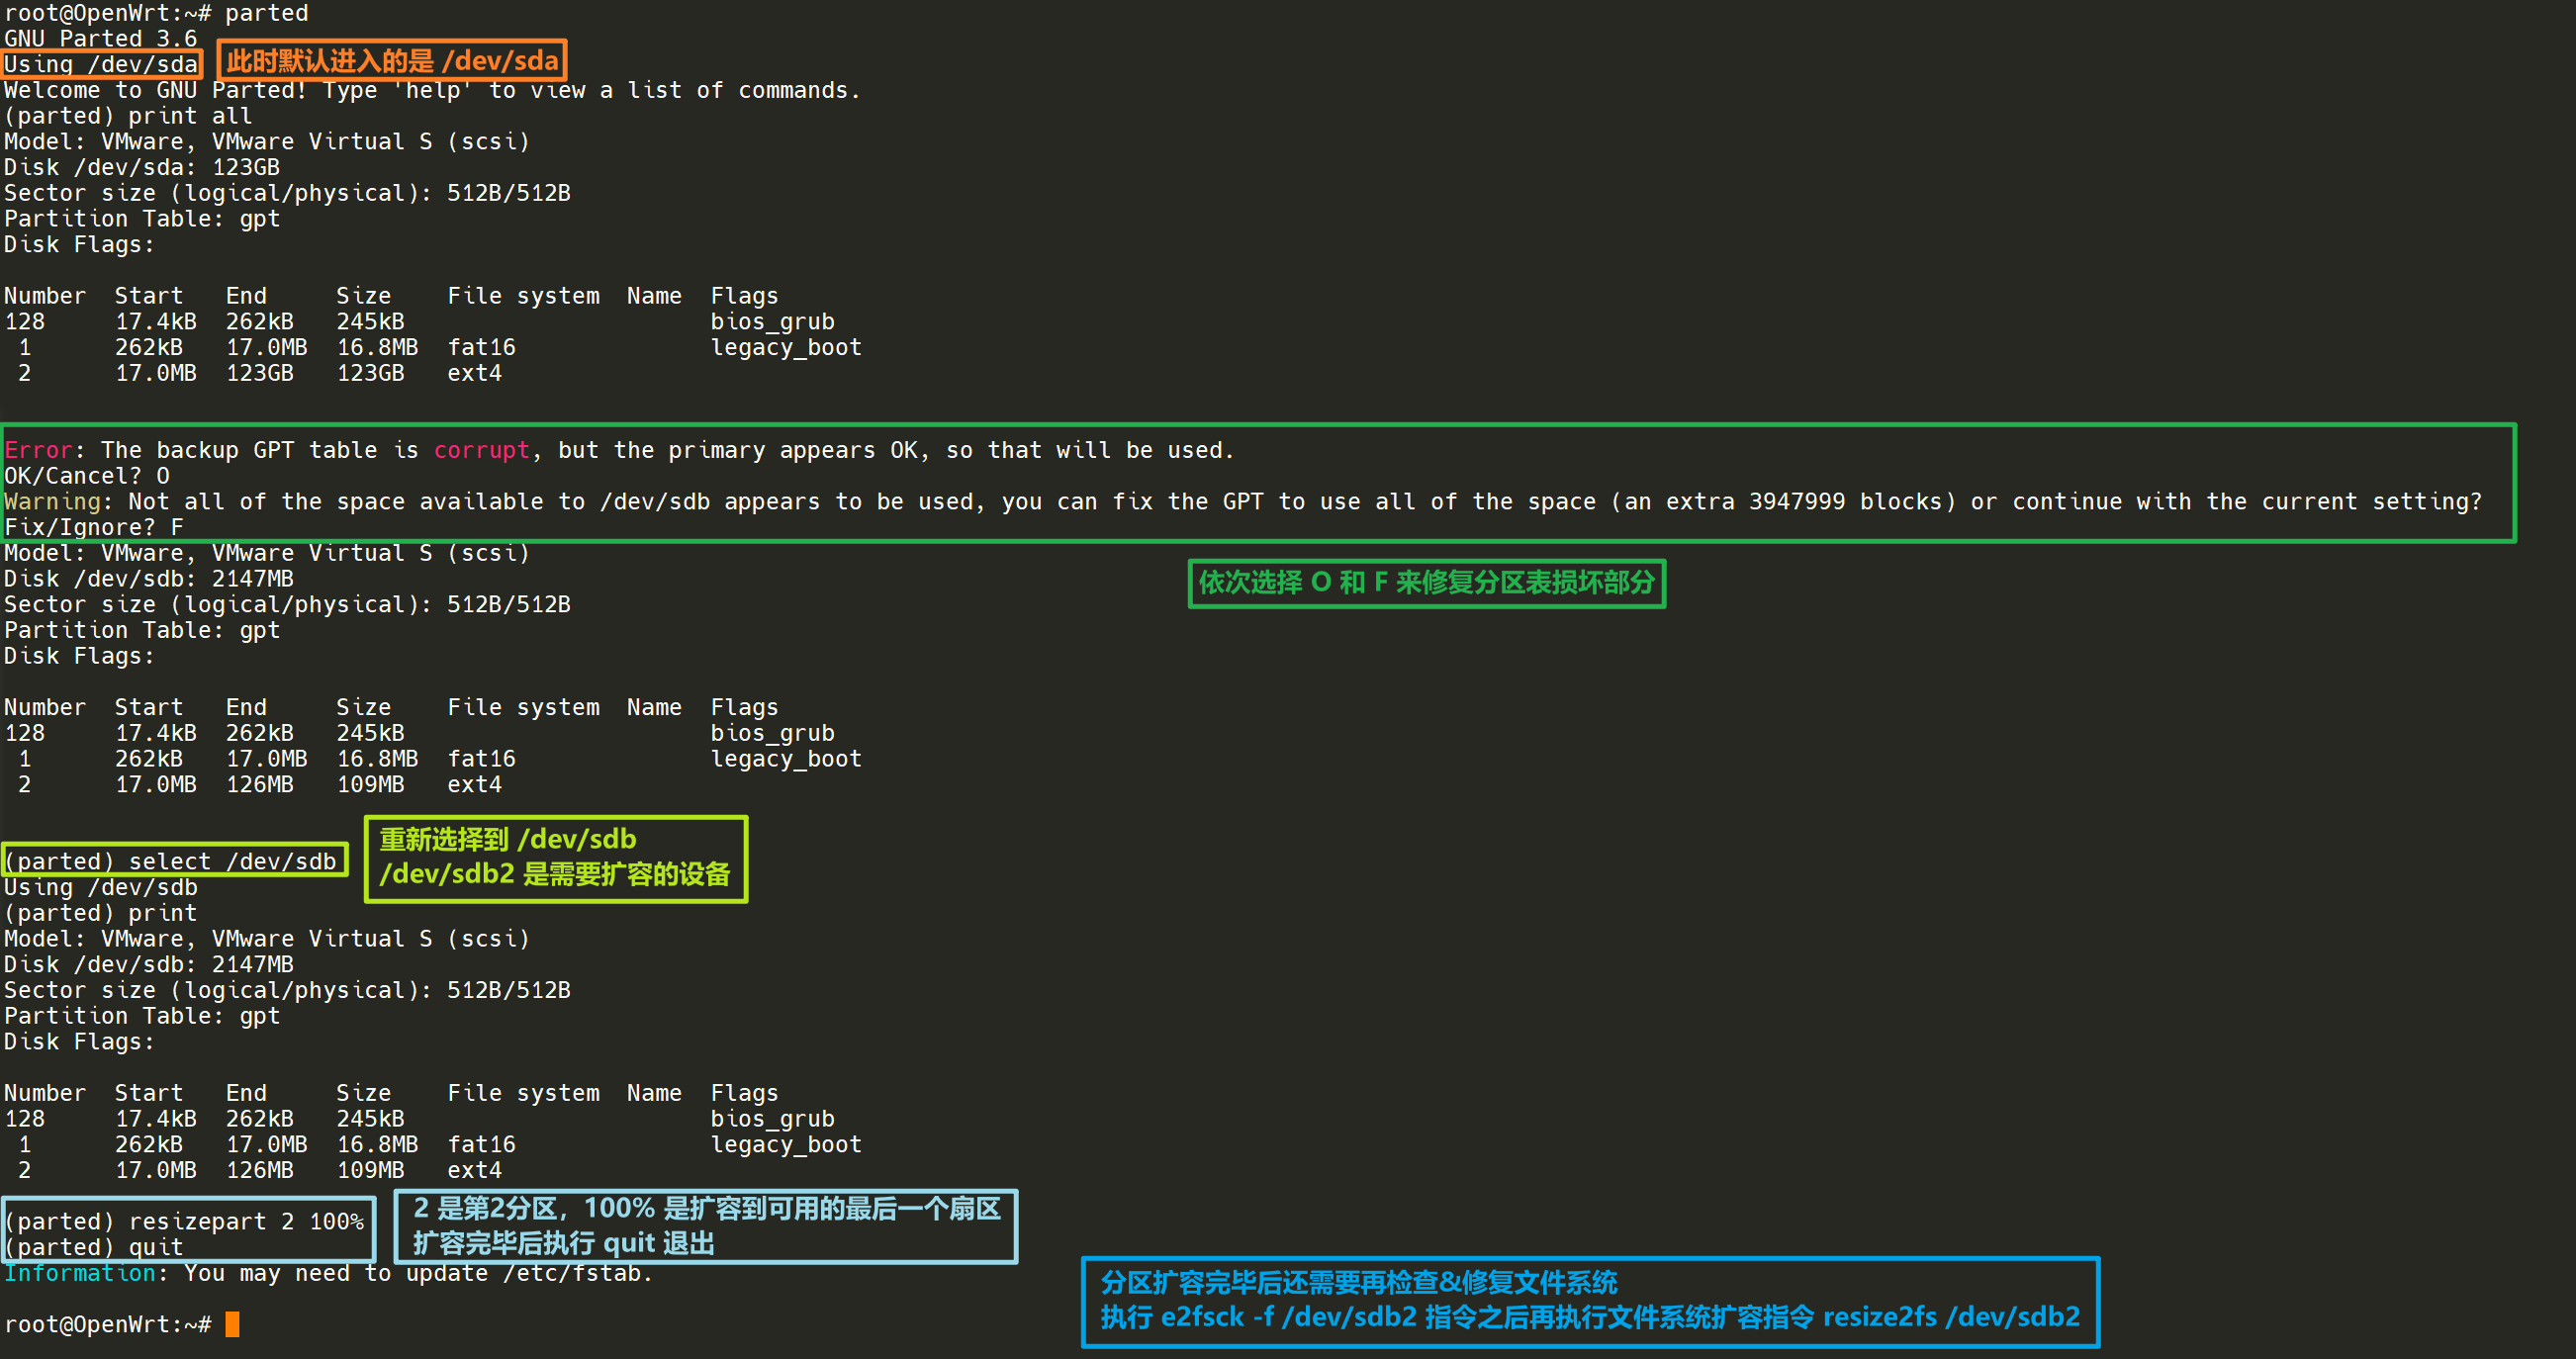 root@OpenWrt:~# parted
GNU Parted 3.6
Using /dev/sda
此时默认进入的是 /dev/sda
Welcome to GNU Parted! Type 'help' to view a list of commands.
(parted) print all
Model: VMware, VMware Virtual S (scsi)
Disk /dev/sda: 123GB
Sector size (logical/physical): 512B/512B
Partition Table: gpt
Disk Flags:
Number  Start   End     Size    File system  Name  Flags
128     17.4kB  262kB   245kB                      bios_grub
 1      262kB   17.0MB  16.8MB  fat16              legacy_boot
 2      17.0MB  123GB   123GB   ext4
Error: The backup GPT table is corrupt, but the primary appears OK, so that will be used.
OK/Cancel? O
Warning: Not all of the space available to /dev/sdb appears to be used, you can fix the GPT to use all of the space (an extra 3947999 blocks) or continue with the current setting?
Fix/Ignore? F
Model: VMware, VMware Virtual S (scsi)
依次选择 O 和 F 来修复分区表损坏部分
Disk /dev/sdb: 2147MB
Sector size (logical/physical): 512B/512B
Partition Table: gpt
Disk Flags:
Number  Start   End     Size    File system  Name  Flags
128     17.4kB  262kB   245kB                      bios_grub
 1      262kB   17.0MB  16.8MB  fat16              legacy_boot
 2      17.0MB  126MB   109MB   ext4
(parted) select /dev/sdb
重新选择到 /dev/sdb
/dev/sdb2 是需要扩容的设备
Using /dev/sdb
(parted) print
Model: VMware, VMware Virtual S (scsi)
Disk /dev/sdb: 2147MB
Sector size (logical/physical): 512B/512B
Partition Table: gpt
Disk Flags:
Number  Start   End     Size    File system  Name  Flags
128     17.4kB  262kB   245kB                      bios_grub
 1      262kB   17.0MB  16.8MB  fat16              legacy_boot
 2      17.0MB  126MB   109MB   ext4
(parted) resizepart 2 100%
(parted) quit
2 是第2分区，100% 是扩容到可用的最后一个扇区
扩容完毕后执行 quit 退出
Information: You may need to update /etc/fstab.
分区扩容完毕后还需要再检查&修复文件系统
执行 e2fsck -f /dev/sdb2 指令之后再执行文件系统扩容指令 resize2fs /dev/sdb2
root@OpenWrt:~#